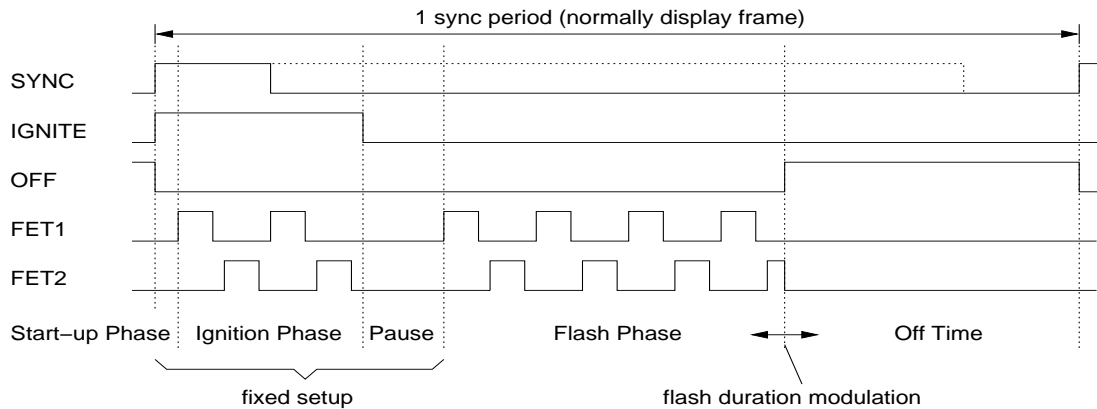 1 sync period (normally display frame)
SYNC
IGNITE
OFF
FET1
FET2
Start–up Phase Ignition Phase Pause Flash Phase Off Time
fixed setup flash duration modulation